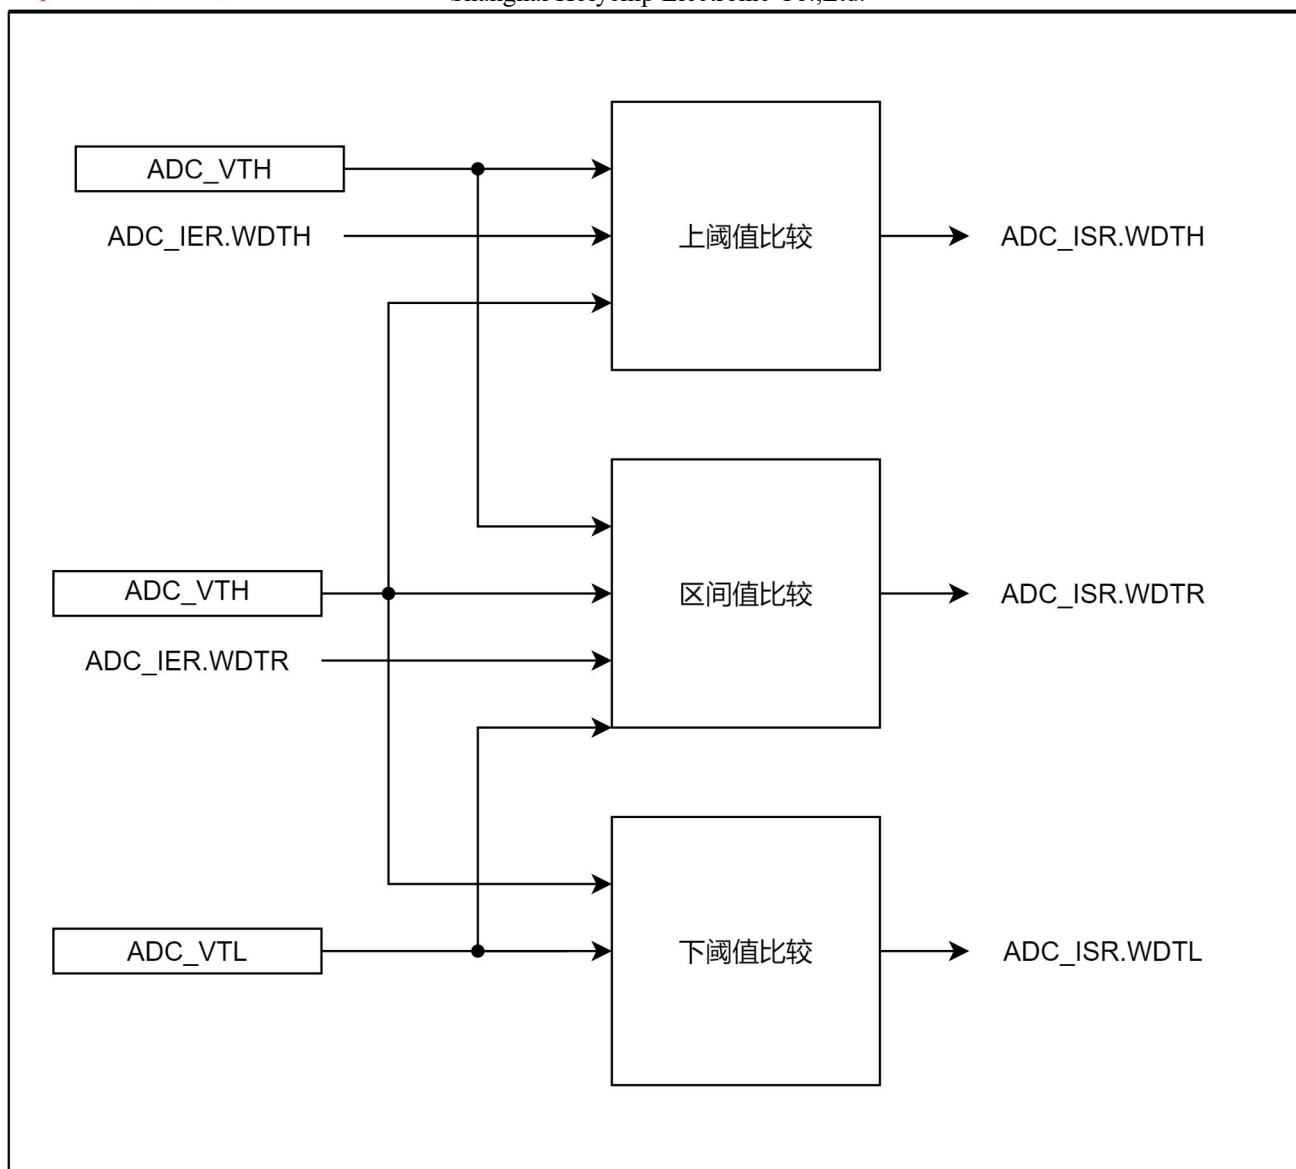 ADC_VTH
ADC_IER.WDTH
上阈值比较
ADC_ISR.WDTH
ADC_VTH
ADC_IER.WDTR
区间值比较
ADC_ISR.WDTR
ADC_VTL
下阈值比较
ADC_ISR.WDTL